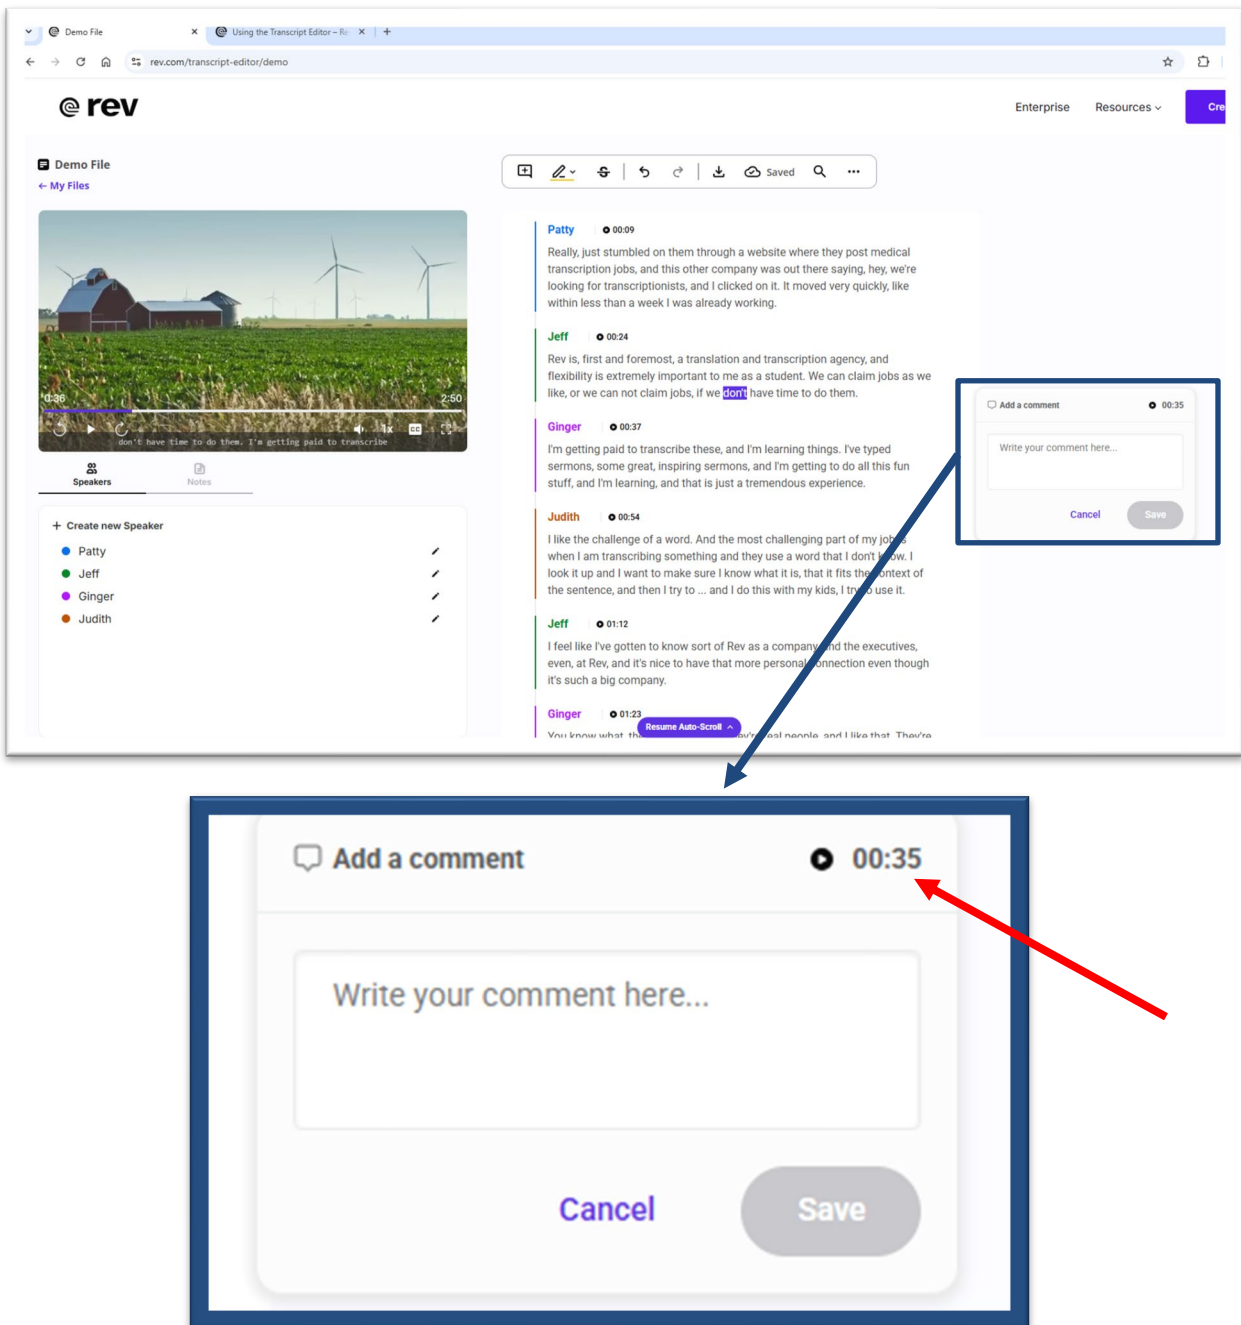 Demo File
Using the Transcript Editor – Re
rev.com/transcript-editor/demo
rev
Enterprise
Resources
Cre
Demo File
← My Files
Saved
0:36
2:50
1x
CC
don't have time to do them. I'm getting paid to transcribe
Speakers
Notes
+ Create new Speaker
Patty
Jeff
Ginger
Judith
Patty 00:09
Really, just stumbled on them through a website where they post medical
transcription jobs, and this other company was out there saying, hey, we're
looking for transcriptionists, and I clicked on it. It moved very quickly, like
within less than a week I was already working.
Jeff 00:24
Rev is, first and foremost, a translation and transcription agency, and
flexibility is extremely important to me as a student. We can claim jobs as we
like, or we can not claim jobs, if we don't have time to do them.
Ginger 00:37
I'm getting paid to transcribe these, and I'm learning things. I've typed
sermons, some great, inspiring sermons, and I'm getting to do all this fun
stuff, and I'm learning, and that is just a tremendous experience.
Judith 00:54
I like the challenge of a word. And the most challenging part of my job is
when I am transcribing something and they use a word that I don't know. I
look it up and I want to make sure I know what it is, that it fits the context of
the sentence, and then I try to ... and I do this with my kids, I try to use it.
Jeff 01:12
I feel like I've gotten to know sort of Rev as a company and the executives,
even, at Rev, and it's nice to have that more personal connection even though
it's such a big company.
Ginger 01:23
Resume Auto-Scroll
You know what, real people, and I like that. They're
Add a comment 00:35
Write your comment here...
Cancel
Save
Add a comment 00:35
Write your comment here...
Cancel
Save